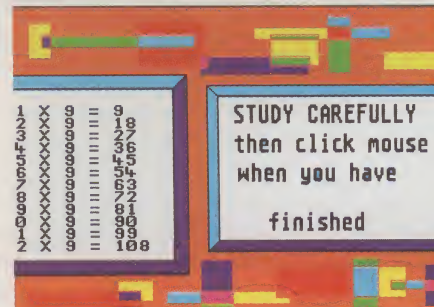 1 X 9 = 9
2 X 9 = 18
3 X 9 = 27
4 X 9 = 36
5 X 9 = 45
6 X 9 = 54
7 X 9 = 63
8 X 9 = 72
9 X 9 = 81
0 X 9 = 90
1 X 9 = 99
2 X 9 = 108
STUDY CAREFULLY
then click mouse
when you have
finished